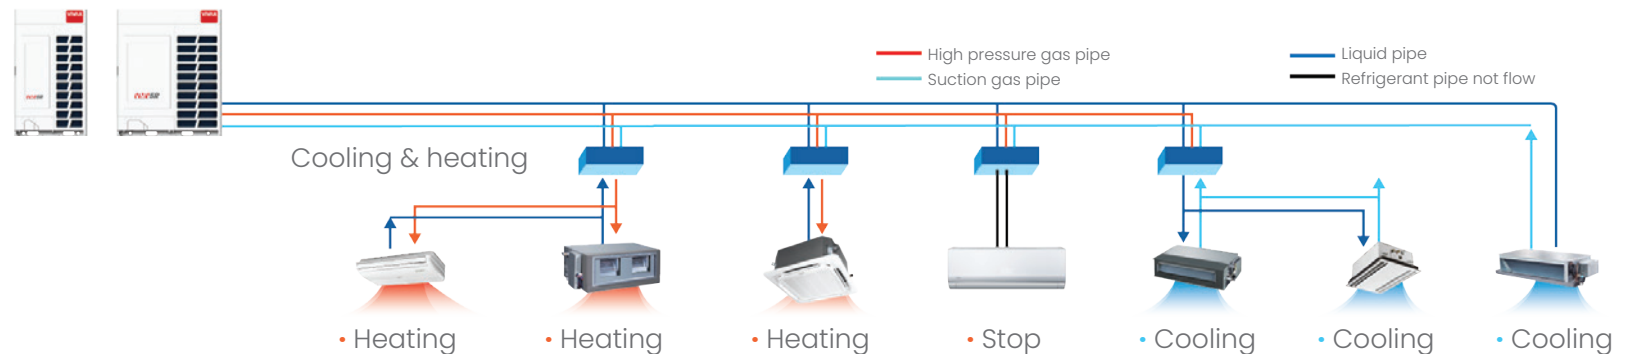 High pressure gas pipe
Suction gas pipe
Liquid pipe
Refrigerant pipe not flow
Cooling & heating
• Heating
• Heating
• Heating
• Stop
• Cooling
• Cooling
• Cooling